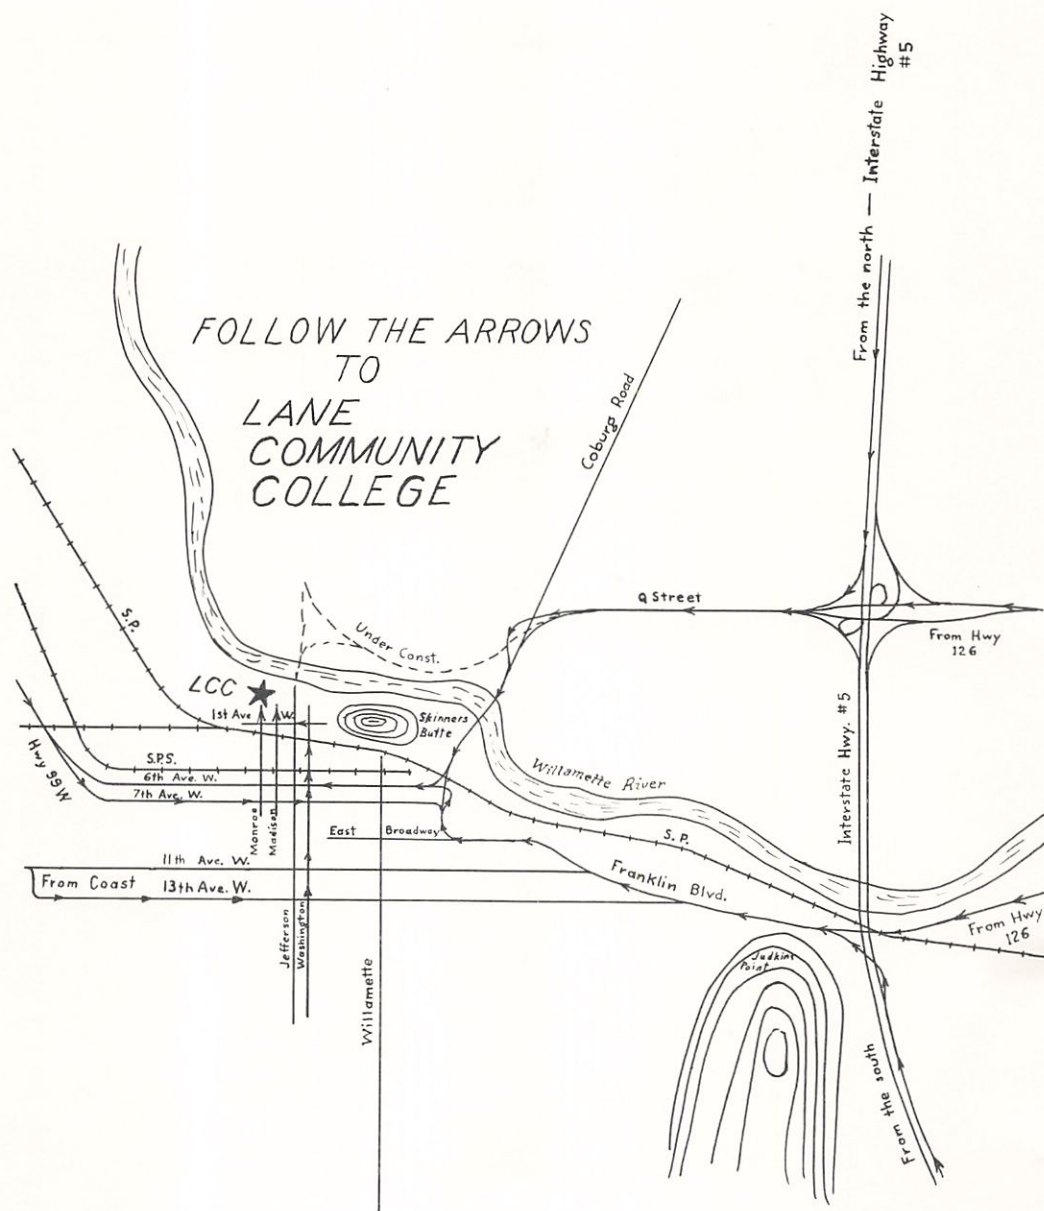 From the north — Interstate Highway
#5
FOLLOW THE ARROWS
TO
LANE
COMMUNITY
COLLEGE
Coburg Road
Q Street
From Hwy
126
S.P.
Under Const.
LCC
1st Ave W.
Skinners
Butte
Interstate Hwy. #5
Willamette River
S.P.S.
6th Ave. W.
7th Ave. W.
Hwy 99W
Monroe
Madison
East Broadway
S.P.
11th Ave. W.
Franklin Blvd.
From Coast 13th Ave. W.
From Hwy
126
Jefferson
Washington
Judkins
Point
Willamette
From the south